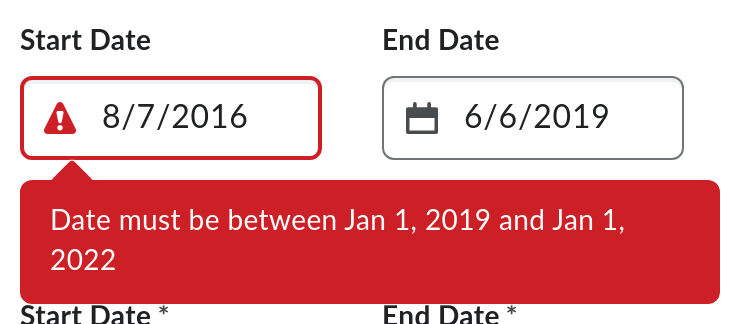 Start Date End Date
8/7/2016 6/6/2019
Date must be between Jan 1, 2019 and Jan 1,
2022
Start Date * End Date *